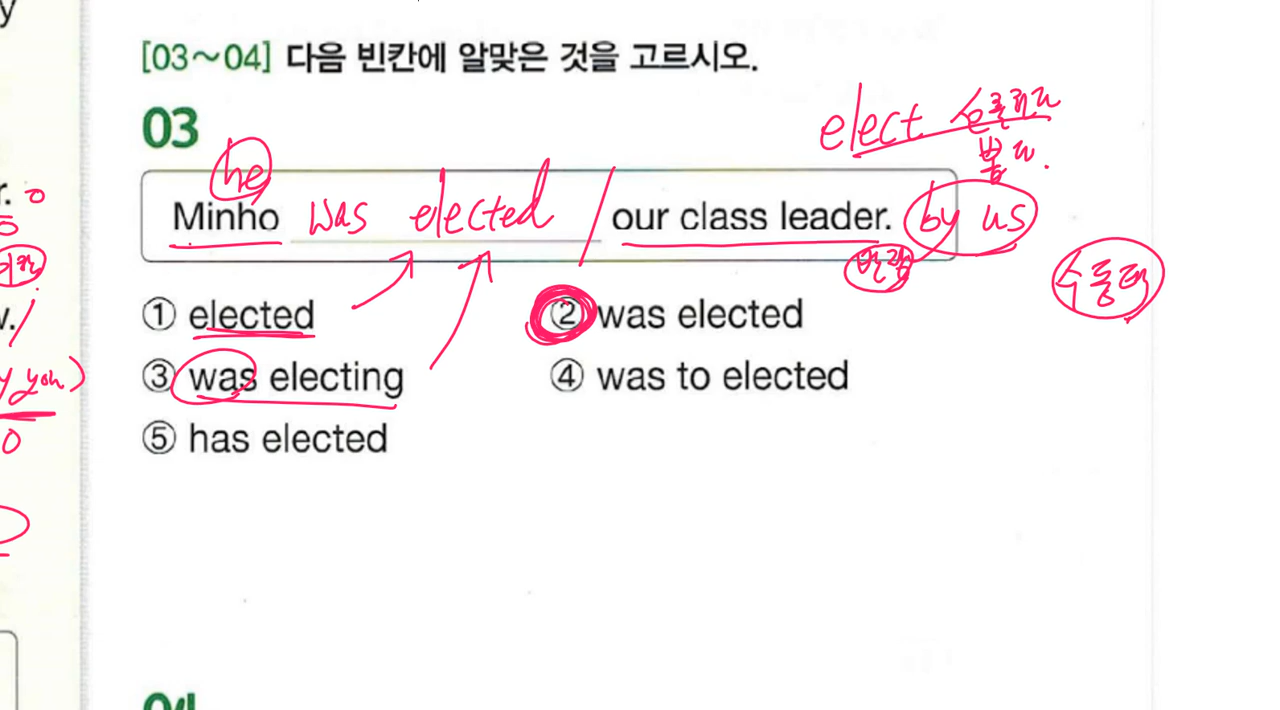 [03~04] 다음 빈칸에 알맞은 것을 고르시오.
03
elect 선출하다
뽑다.
he
Minho was elected / our class leader. by us
생략
수동태
① elected ② was elected
③ was electing ④ was to elected
⑤ has elected